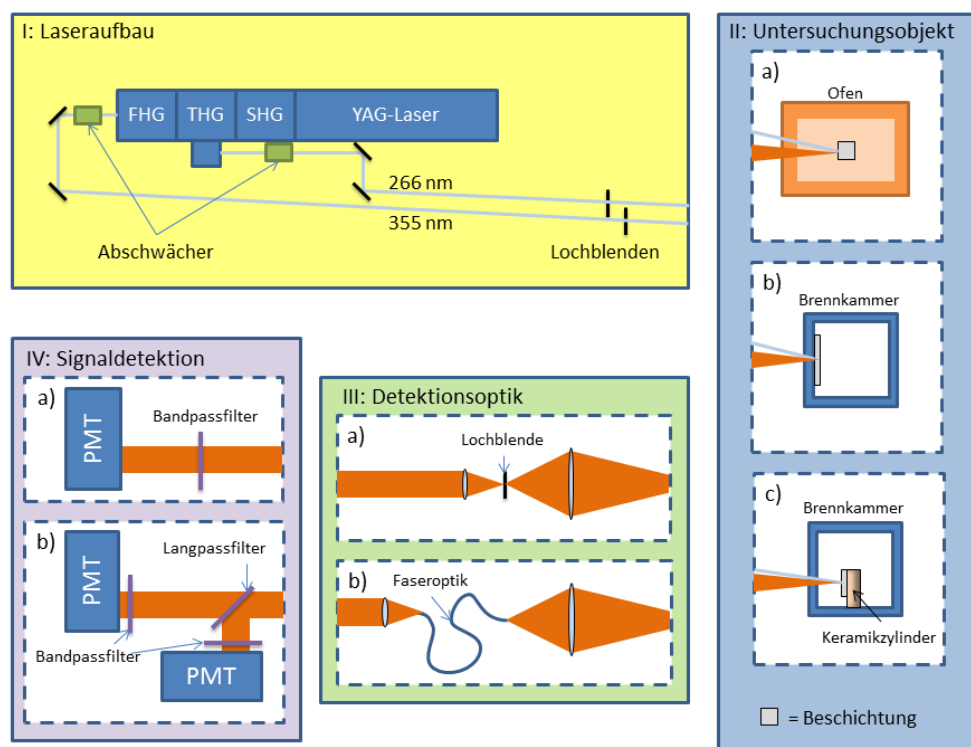 I: Laseraufbau
FHG THG SHG YAG-Laser
266 nm
355 nm
Abschwächer
Lochblenden
II: Untersuchungsobjekt
a)
Ofen
b)
Brennkammer
c)
Brennkammer
Keramikzylinder
= Beschichtung
III: Detektionsoptik
a)
Lochblende
b)
Faseroptik
IV: Signaldetektion
a)
PMT
Bandpassfilter
b)
PMT
Langpassfilter
Bandpassfilter
PMT